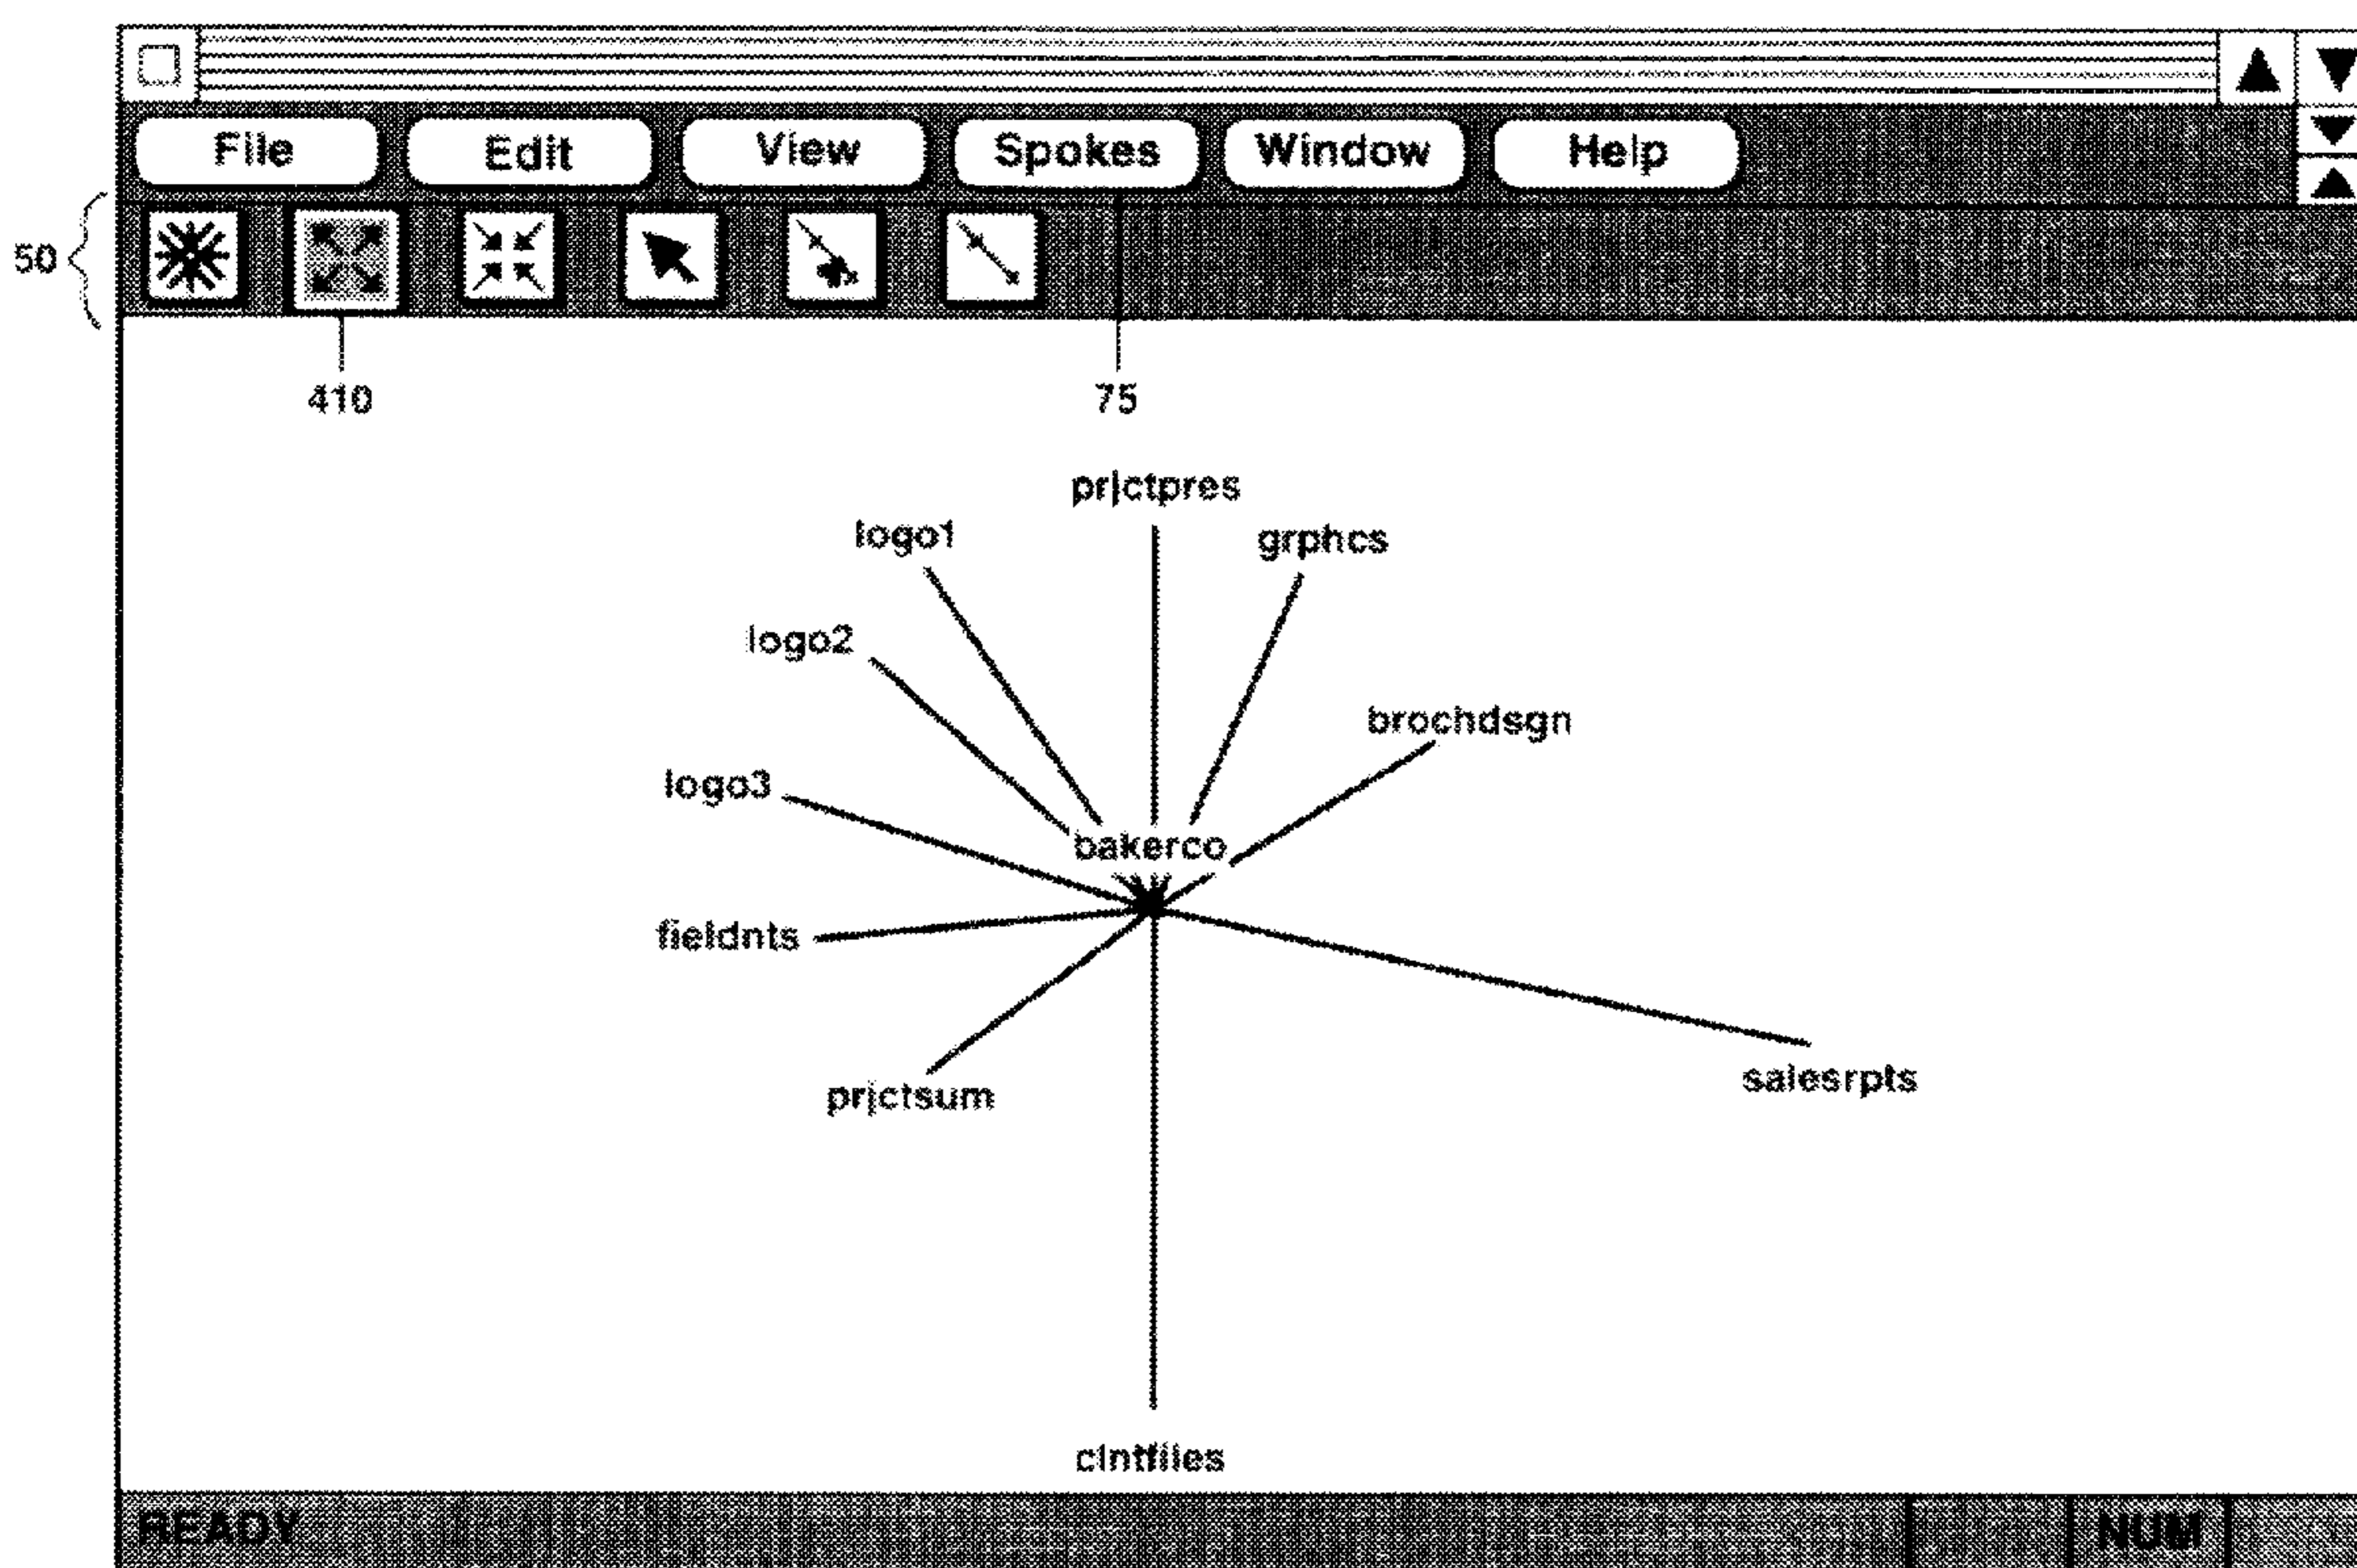 File Edit View Spokes Window Help
50
410 75
prjctpres
logo1 grphcs
logo2
brochdsgn
logo3
bakerco
fieldnts
salesrpts
prjctsum
clntfiles
READY NUM